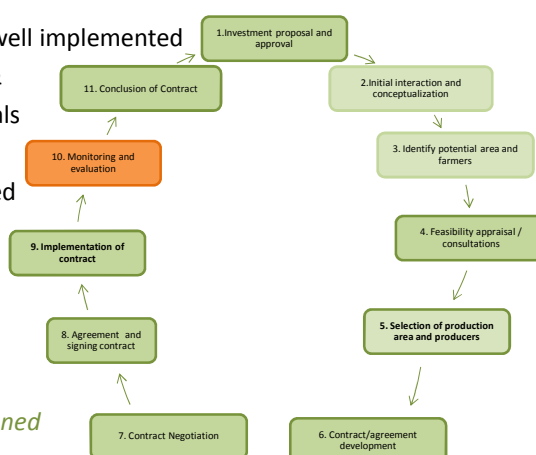 well implemented
als
ed
ned
1.Investment proposal and
approval
2.Initial interaction and
conceptualization
3. Identify potential area and
farmers
4. Feasibility appraisal /
consultations
5. Selection of production
area and producers
6. Contract/agreement
development
7. Contract Negotiation
8. Agreement and
signing contract
9. Implementation of
contract
10. Monitoring and
evaluation
11. Conclusion of Contract